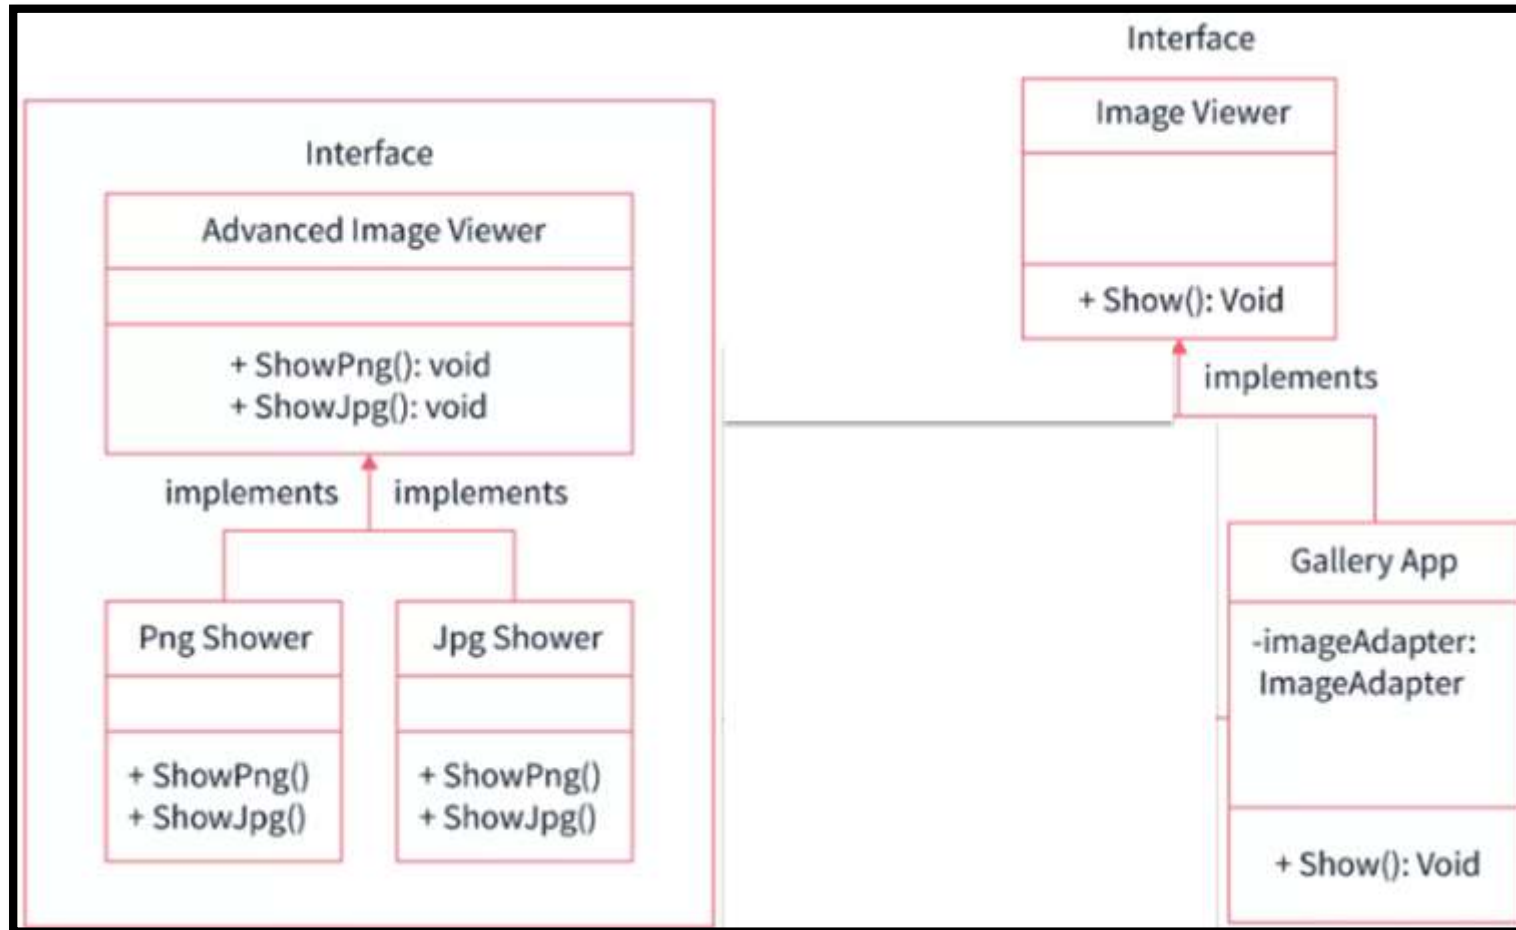 Interface
Advanced Image Viewer
+ ShowPng(): void
+ ShowJpg(): void
implements
implements
Png Shower
+ ShowPng()
+ ShowJpg()
Jpg Shower
+ ShowPng()
+ ShowJpg()
Interface
Image Viewer
+ Show(): Void
implements
Gallery App
-imageAdapter:
ImageAdapter
+ Show(): Void